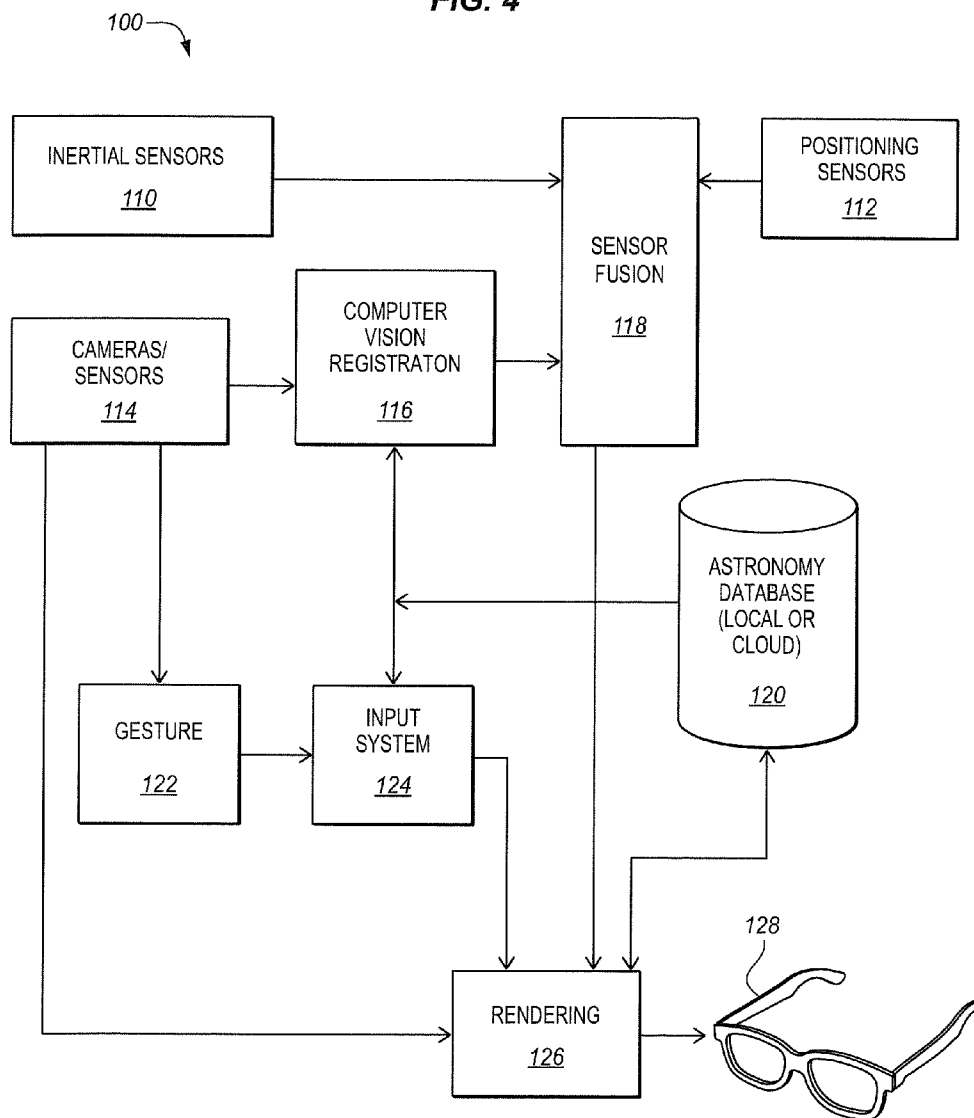 FIG. 4
100
INERTIAL SENSORS
110
POSITIONING
SENSORS
112
SENSOR
FUSION
118
CAMERAS/
SENSORS
114
COMPUTER
VISION
REGISTRATON
116
ASTRONOMY
DATABASE
(LOCAL OR
CLOUD)
120
GESTURE
122
INPUT
SYSTEM
124
RENDERING
126
128